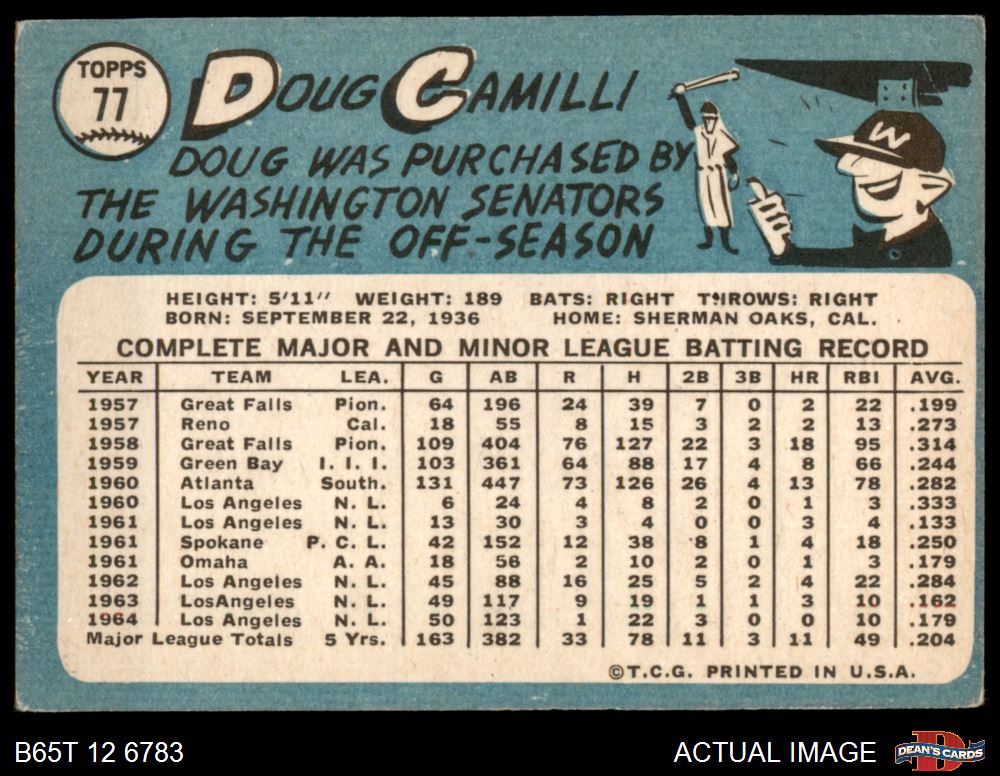 TOPPS
77
DOUG CAMILLI
DOUG WAS PURCHASED BY
THE WASHINGTON SENATORS
DURING THE OFF-SEASON
W
HEIGHT: 5'11" WEIGHT: 189 BATS: RIGHT THROWS: RIGHT
BORN: SEPTEMBER 22, 1936 HOME: SHERMAN OAKS, CAL.
COMPLETE MAJOR AND MINOR LEAGUE BATTING RECORD
YEAR TEAM LEA. G AB R H 2B 3B HR RBI AVG.
1957 Great Falls Pion. 64 196 24 39 7 0 2 22 .199
1957 Reno Cal. 18 55 8 15 3 2 2 13 .273
1958 Great Falls Pion. 109 404 76 127 22 3 18 95 .314
1959 Green Bay I. I. I. 103 361 64 88 17 4 8 66 .244
1960 Atlanta South. 131 447 73 126 26 4 13 78 .282
1960 Los Angeles N. L. 6 24 4 8 2 0 1 3 .333
1961 Los Angeles N. L. 13 30 3 4 0 0 3 4 .133
1961 Spokane P. C. L. 42 152 12 38 8 1 4 18 .250
1961 Omaha A. A. 18 56 2 10 2 0 1 3 .179
1962 Los Angeles N. L. 45 88 16 25 5 2 4 22 .284
1963 LosAngeles N. L. 49 117 9 19 1 1 3 10 .162
1964 Los Angeles N. L. 50 123 1 22 3 0 0 10 .179
Major League Totals 5 Yrs. 163 382 33 78 11 3 11 49 .204
©T.C.G. PRINTED IN U.S.A.
B65T 12 6783
ACTUAL IMAGE
D
DEAN'S CARDS